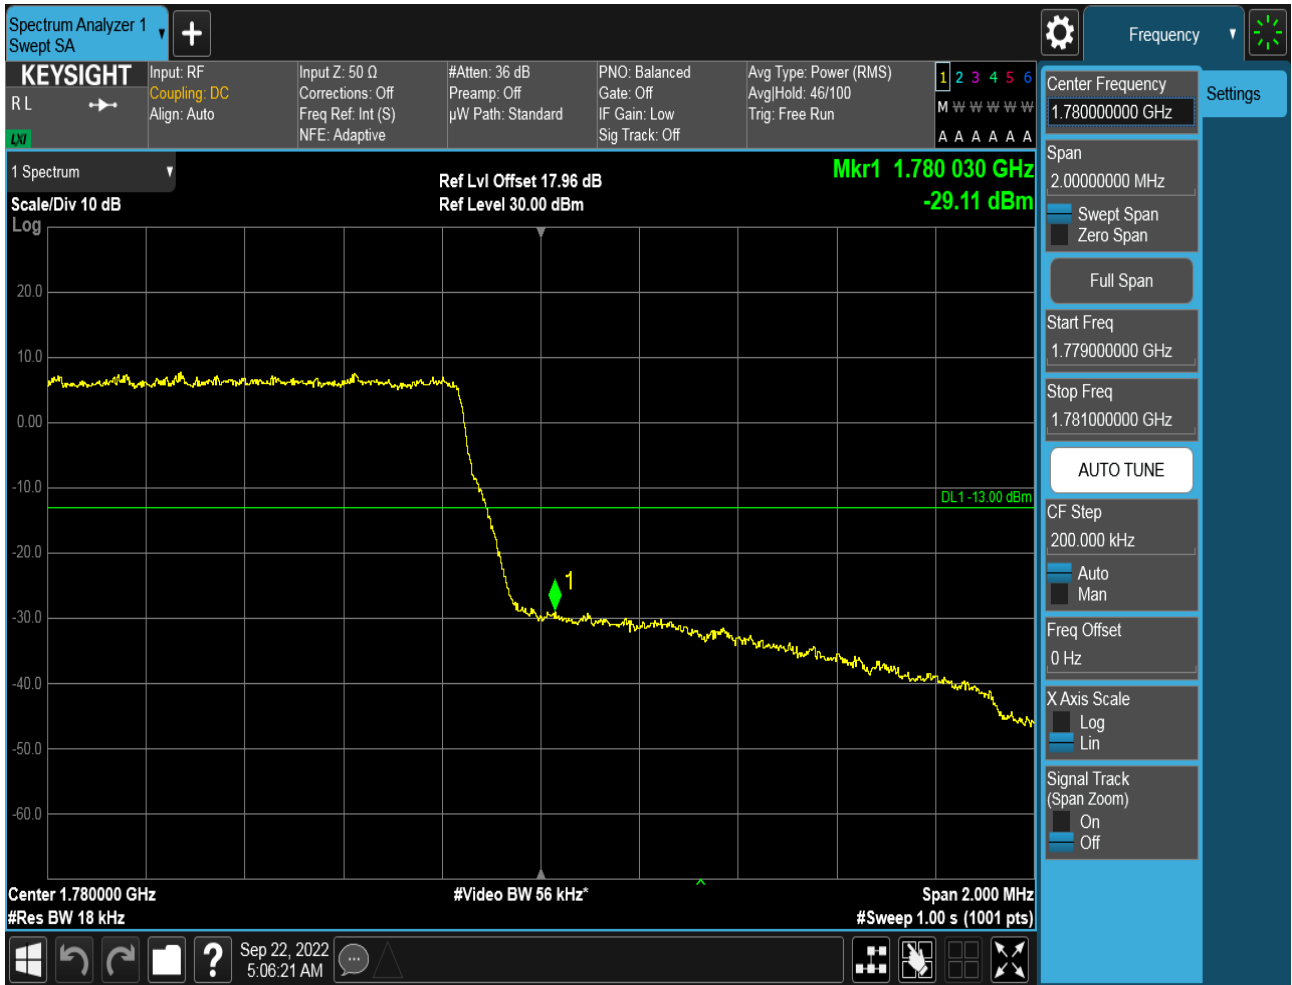 Spectrum Analyzer 1
Swept SA
Frequency
KEYSIGHT
R L
LXI
Input: RF
Coupling: DC
Align: Auto
Input Z: 50 Ω
Corrections: Off
Freq Ref: Int (S)
NFE: Adaptive
#Atten: 36 dB
Preamp: Off
µW Path: Standard
PNO: Balanced
Gate: Off
IF Gain: Low
Sig Track: Off
Avg Type: Power (RMS)
Avg|Hold: 46/100
Trig: Free Run
1 2 3 4 5 6
M W W W W W
A A A A A A
Center Frequency
1.780000000 GHz
Settings
Span
2.00000000 MHz
Swept Span
Zero Span
Full Span
Start Freq
1.779000000 GHz
Stop Freq
1.781000000 GHz
AUTO TUNE
CF Step
200.000 kHz
Auto
Man
Freq Offset
0 Hz
X Axis Scale
Log
Lin
Signal Track
(Span Zoom)
On
Off
1 Spectrum
Scale/Div 10 dB
Log
Ref Lvl Offset 17.96 dB
Ref Level 30.00 dBm
Mkr1 1.780 030 GHz
-29.11 dBm
20.0
10.0
0.00
-10.0
-20.0
-30.0
-40.0
-50.0
-60.0
DL1 -13.00 dBm
1
Center 1.780000 GHz
#Res BW 18 kHz
#Video BW 56 kHz*
Span 2.000 MHz
#Sweep 1.00 s (1001 pts)
?
Sep 22, 2022
5:06:21 AM